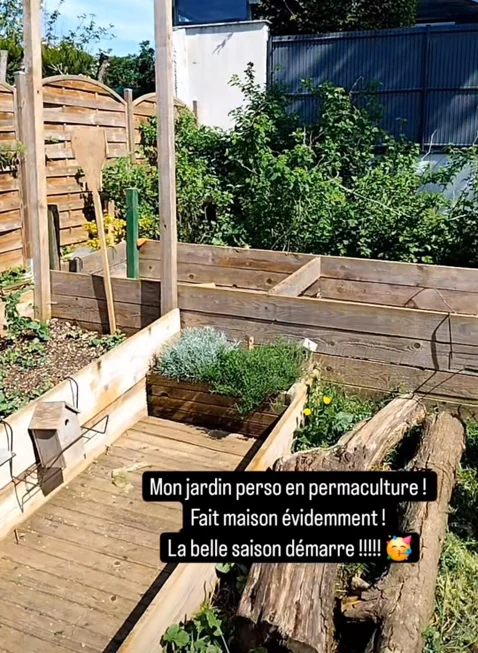 Mon jardin perso en permaculture !
Fait maison évidemment !
La belle saison démarre !!!!! 🥳